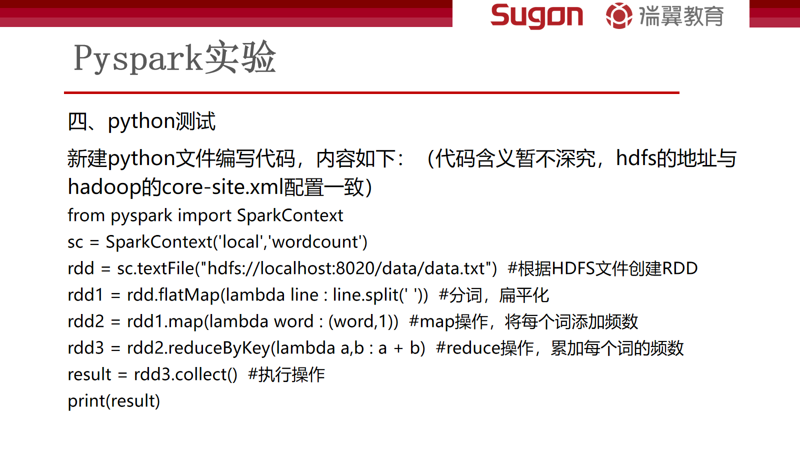 Sugon 瑞翼教育
Pyspark实验
四、python测试
新建python文件编写代码，内容如下：（代码含义暂不深究，hdfs的地址与
hadoop的core-site.xml配置一致）
from pyspark import SparkContext
sc = SparkContext('local','wordcount')
rdd = sc.textFile("hdfs://localhost:8020/data/data.txt") #根据HDFS文件创建RDD
rdd1 = rdd.flatMap(lambda line : line.split(' ')) #分词，扁平化
rdd2 = rdd1.map(lambda word : (word,1)) #map操作，将每个词添加频数
rdd3 = rdd2.reduceByKey(lambda a,b : a + b) #reduce操作，累加每个词的频数
result = rdd3.collect() #执行操作
print(result)